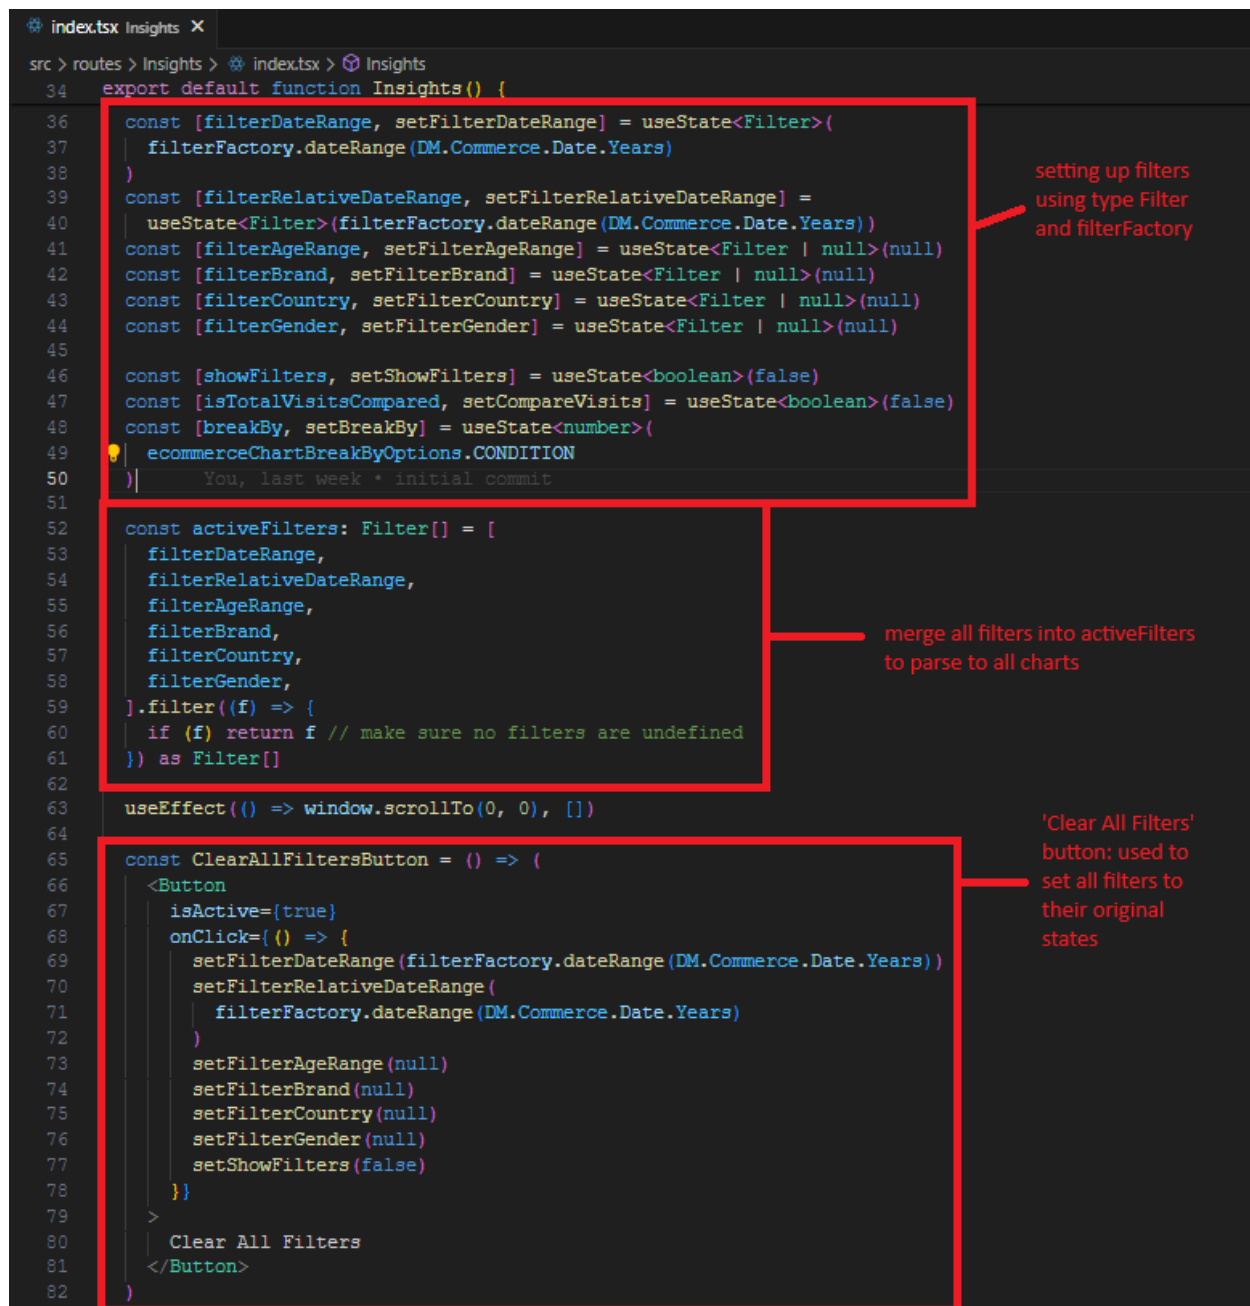 index.tsx Insights ×
src > routes > Insights > index.tsx > Insights
34 export default function Insights() {
36 const [filterDateRange, setFilterDateRange] = useState<Filter>(
37 filterFactory.dateRange(DM.Commerce.Date.Years)
38 )
39 const [filterRelativeDateRange, setFilterRelativeDateRange] =
40 useState<Filter>(filterFactory.dateRange(DM.Commerce.Date.Years))
41 const [filterAgeRange, setFilterAgeRange] = useState<Filter | null>(null)
42 const [filterBrand, setFilterBrand] = useState<Filter | null>(null)
43 const [filterCountry, setFilterCountry] = useState<Filter | null>(null)
44 const [filterGender, setFilterGender] = useState<Filter | null>(null)
45
46 const [showFilters, setShowFilters] = useState<boolean>(false)
47 const [isTotalVisitsCompared, setCompareVisits] = useState<boolean>(false)
48 const [breakBy, setBreakBy] = useState<number>(
49 ecommerceChartBreakByOptions.CONDITION
50 ) You, last week • initial commit
51
setting up filters
using type Filter
and filterFactory
52 const activeFilters: Filter[] = [
53 filterDateRange,
54 filterRelativeDateRange,
55 filterAgeRange,
56 filterBrand,
57 filterCountry,
58 filterGender,
59 ].filter((f) => {
60 if (f) return f // make sure no filters are undefined
61 }) as Filter[]
62
merge all filters into activeFilters
to parse to all charts
63 useEffect(() => window.scrollTo(0, 0), [])
64
65 const ClearAllFiltersButton = () => (
66 <Button
67 isActive={true}
68 onClick={() => {
69 setFilterDateRange(filterFactory.dateRange(DM.Commerce.Date.Years))
70 setFilterRelativeDateRange(
71 filterFactory.dateRange(DM.Commerce.Date.Years)
72 )
73 setFilterAgeRange(null)
74 setFilterBrand(null)
75 setFilterCountry(null)
76 setFilterGender(null)
77 setShowFilters(false)
78 }}
79 >
80 Clear All Filters
81 </Button>
82 )
'Clear All Filters'
button: used to
set all filters to
their original
states